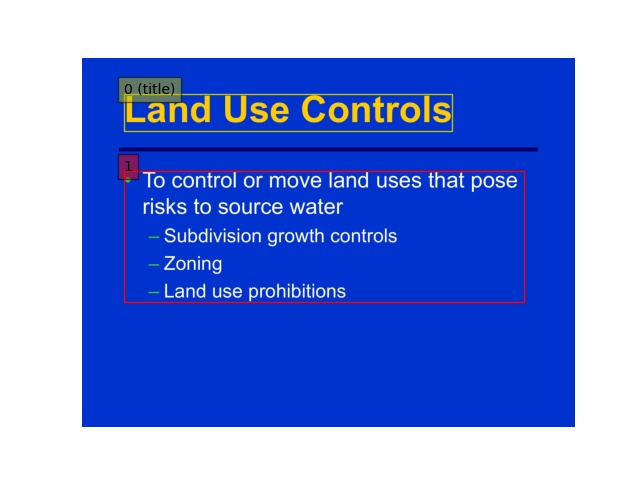 0 (title)
Land Use Controls
1
• To control or move land uses that pose
risks to source water
– Subdivision growth controls
– Zoning
– Land use prohibitions